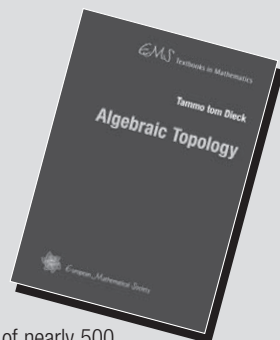 EMS Textbooks in Mathematics
Tammo tom Dieck
Algebraic Topology
European Mathematical Society
of nearly 500